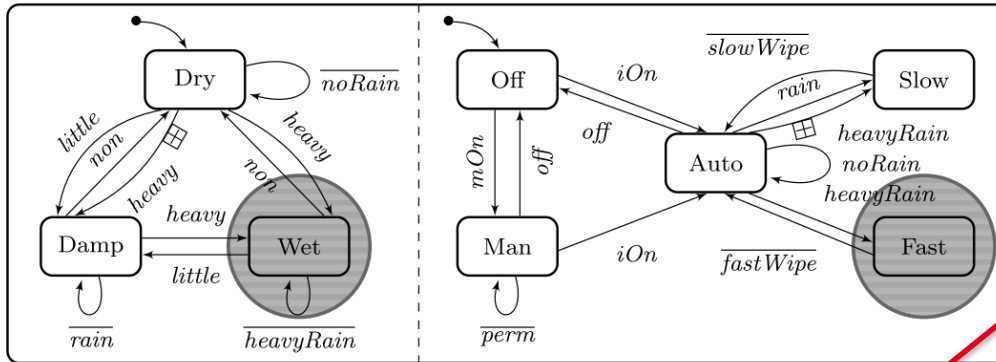 Dry
noRain
little
non
heavy
heavy
non
Damp
heavy
little
Wet
rain
heavyRain
Off
iOn
off
mOn
off
Man
iOn
perm
Auto
slowWipe
rain
Slow
heavyRain
noRain
heavyRain
fastWipe
Fast